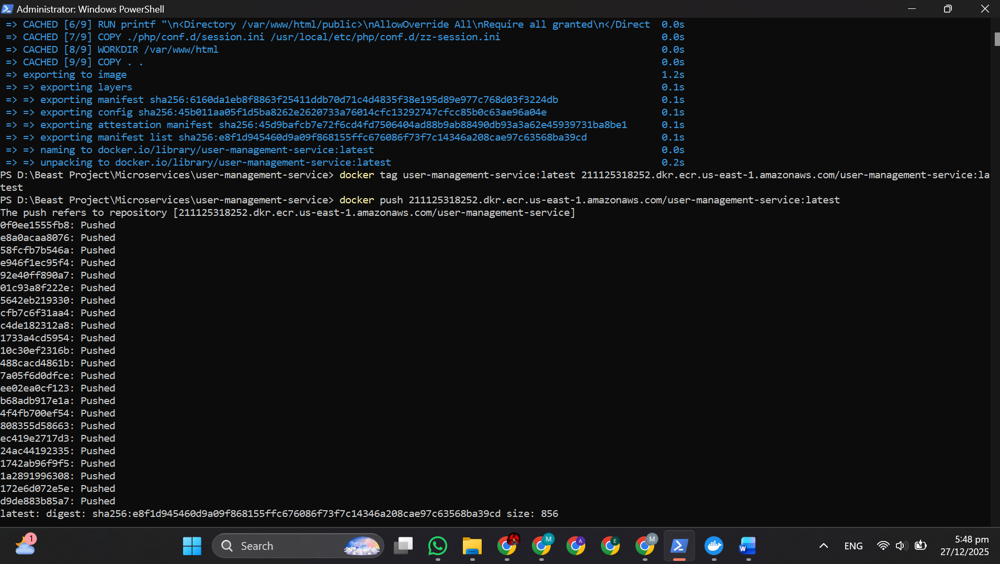 Administrator: Windows PowerShell
=> CACHED [6/9] RUN printf "\n<Directory /var/www/html/public>\nAllowOverride All\nRequire all granted\n</Direct 0.0s
=> CACHED [7/9] COPY ./php/conf.d/session.ini /usr/local/etc/php/conf.d/zz-session.ini 0.0s
=> CACHED [8/9] WORKDIR /var/www/html 0.0s
=> CACHED [9/9] COPY . . 0.0s
=> exporting to image 1.2s
=> => exporting layers 0.1s
=> => exporting manifest sha256:6160da1eb8f8863f25411ddb70d71c4d4835f38e195d89e977c768d03f3224db 0.1s
=> => exporting config sha256:45b011aa05f1d5ba8262e2620733a76014cfc13292747cfcc85b0c63ae96a04e 0.1s
=> => exporting attestation manifest sha256:45d9bafcb7e72f6cd4fd7506404ad88b9ab88490db93a3a62e45939731ba8be1 0.1s
=> => exporting manifest list sha256:e8f1d945460d9a09f868155ffc676086f73f7c14346a208cae97c63568ba39cd 0.1s
=> => naming to docker.io/library/user-management-service:latest 0.0s
=> => unpacking to docker.io/library/user-management-service:latest 0.2s
PS D:\Beast Project\Microservices\user-management-service> docker tag user-management-service:latest 211125318252.dkr.ecr.us-east-1.amazonaws.com/user-management-service:la
test
PS D:\Beast Project\Microservices\user-management-service> docker push 211125318252.dkr.ecr.us-east-1.amazonaws.com/user-management-service:latest
The push refers to repository [211125318252.dkr.ecr.us-east-1.amazonaws.com/user-management-service]
0f0ee1555fb8: Pushed
e8a0acaa8076: Pushed
58fcfb7b546a: Pushed
e946f1ec95f4: Pushed
92e40ff890a7: Pushed
01c93a8f222e: Pushed
5642eb219330: Pushed
cfb7c6f31aa4: Pushed
c4de182312a8: Pushed
1733a4cd5954: Pushed
10c30ef2316b: Pushed
488cacd4861b: Pushed
7a05f6d0dfce: Pushed
ee02ea0cf123: Pushed
b68adb917e1a: Pushed
4f4fb700ef54: Pushed
808355d58663: Pushed
ec419e2717d3: Pushed
24ac44192335: Pushed
1742ab96f9f5: Pushed
1a2891996308: Pushed
172e6d072e5e: Pushed
d9de883b85a7: Pushed
latest: digest: sha256:e8f1d945460d9a09f868155ffc676086f73f7c14346a208cae97c63568ba39cd size: 856
1
Search
M
A
E
M
W
ENG
5:48 pm
27/12/2025